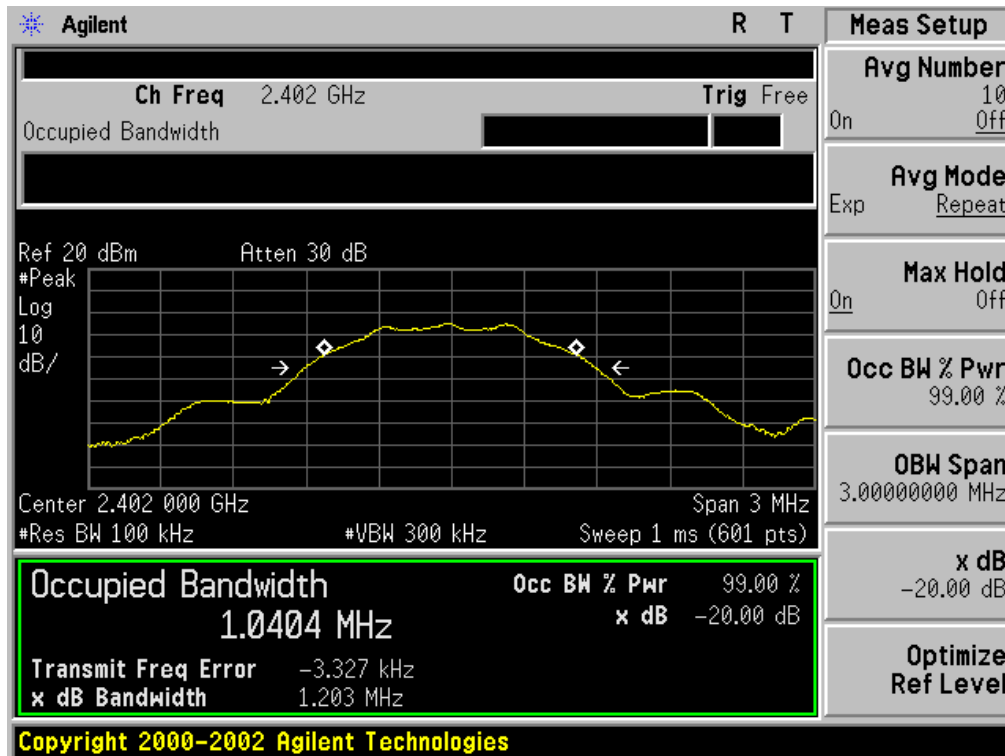 Agilent R T
Ch Freq 2.402 GHz Trig Free
Occupied Bandwidth
Ref 20 dBm Atten 30 dB
#Peak
Log
10
dB/
Center 2.402 000 GHz Span 3 MHz
#Res BW 100 kHz #VBW 300 kHz Sweep 1 ms (601 pts)
Occupied Bandwidth Occ BW % Pwr 99.00 %
1.0404 MHz x dB -20.00 dB
Transmit Freq Error -3.327 kHz
x dB Bandwidth 1.203 MHz
Copyright 2000-2002 Agilent Technologies
Meas Setup
Avg Number
10
On Off
Avg Mode
Exp Repeat
Max Hold
On Off
Occ BW % Pwr
99.00 %
OBW Span
3.00000000 MHz
x dB
-20.00 dB
Optimize
Ref Level